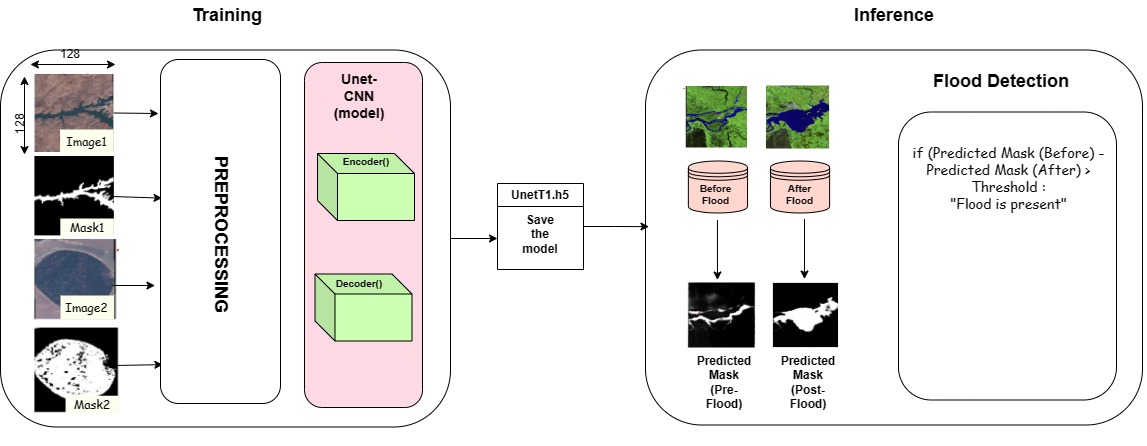 Training
Inference
128
128
Image1
Mask1
Image2
Mask2
PREPROCESSING
Unet-
CNN
(model)
Encoder()
Decoder()
UnetT1.h5
Save
the
model
Before
Flood
After
Flood
Predicted
Mask
(Pre-
Flood)
Predicted
Mask
(Post-
Flood)
Flood Detection
if (Predicted Mask (Before) -
Predicted Mask (After) >
Threshold :
"Flood is present"